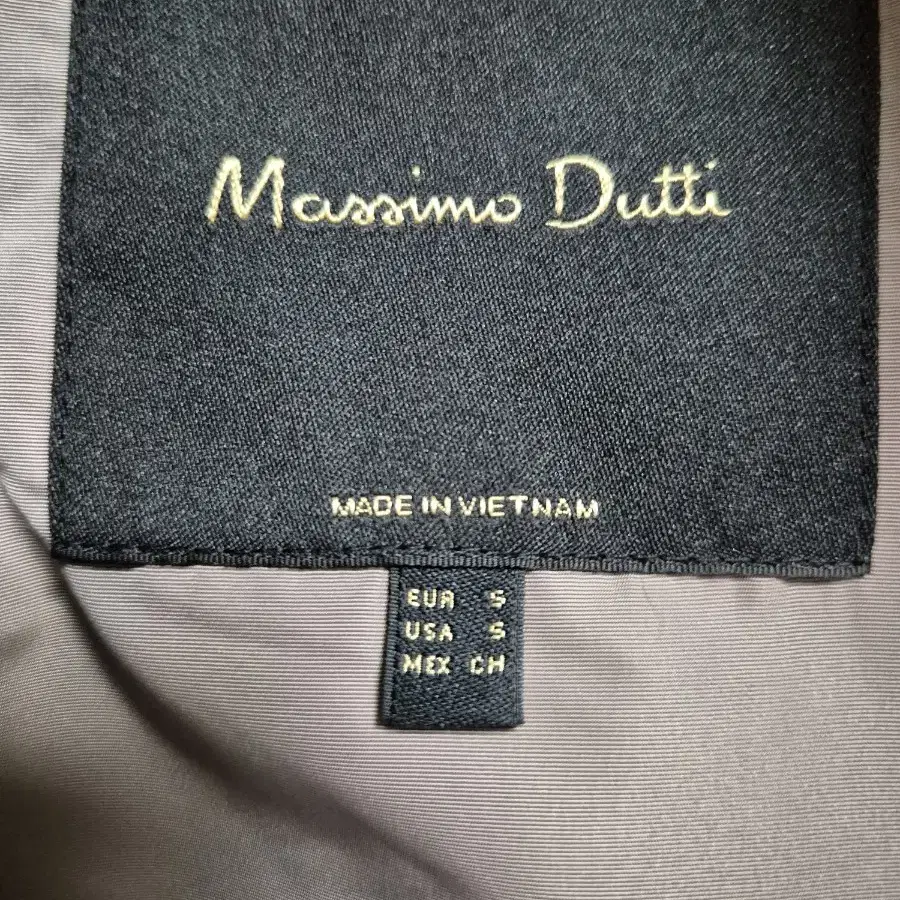 Massimo Dutti
MADE IN VIETNAM
EUR S
USA S
MEX CH